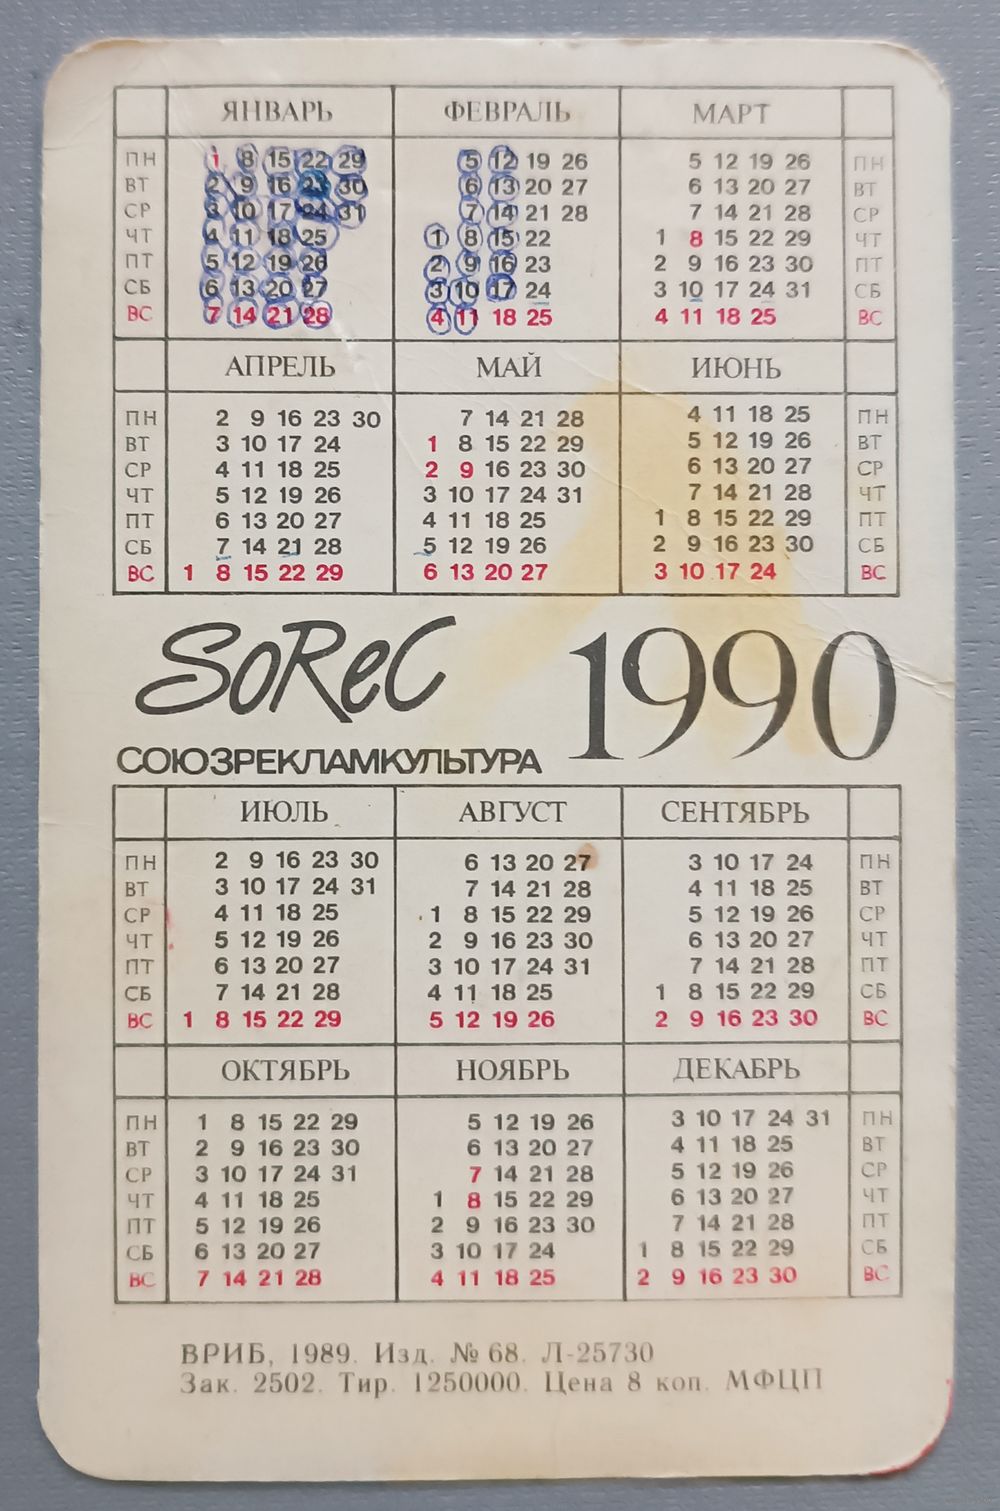 ЯНВАРЬ ФЕВРАЛЬ МАРТ
ПН 1 8 15 22 29 5 12 19 26 5 12 19 26 ПН
ВТ 2 9 16 23 30 6 13 20 27 6 13 20 27 ВТ
СР 3 10 17 24 31 7 14 21 28 7 14 21 28 СР
ЧТ 4 11 18 25 1 8 15 22 1 8 15 22 29 ЧТ
ПТ 5 12 19 26 2 9 16 23 2 9 16 23 30 ПТ
СБ 6 13 20 27 3 10 17 24 3 10 17 24 31 СБ
ВС 7 14 21 28 4 11 18 25 4 11 18 25 ВС
АПРЕЛЬ МАЙ ИЮНЬ
ПН 2 9 16 23 30 7 14 21 28 4 11 18 25 ПН
ВТ 3 10 17 24 1 8 15 22 29 5 12 19 26 ВТ
СР 4 11 18 25 2 9 16 23 30 6 13 20 27 СР
ЧТ 5 12 19 26 3 10 17 24 31 7 14 21 28 ЧТ
ПТ 6 13 20 27 4 11 18 25 1 8 15 22 29 ПТ
СБ 7 14 21 28 5 12 19 26 2 9 16 23 30 СБ
ВС 1 8 15 22 29 6 13 20 27 3 10 17 24 ВС
SoReC 1990
СОЮЗРЕКЛАМКУЛЬТУРА
ИЮЛЬ АВГУСТ СЕНТЯБРЬ
ПН 2 9 16 23 30 6 13 20 27 3 10 17 24 ПН
ВТ 3 10 17 24 31 7 14 21 28 4 11 18 25 ВТ
СР 4 11 18 25 1 8 15 22 29 5 12 19 26 СР
ЧТ 5 12 19 26 2 9 16 23 30 6 13 20 27 ЧТ
ПТ 6 13 20 27 3 10 17 24 31 7 14 21 28 ПТ
СБ 7 14 21 28 4 11 18 25 1 8 15 22 29 СБ
ВС 1 8 15 22 29 5 12 19 26 2 9 16 23 30 ВС
ОКТЯБРЬ НОЯБРЬ ДЕКАБРЬ
ПН 1 8 15 22 29 5 12 19 26 3 10 17 24 31 ПН
ВТ 2 9 16 23 30 6 13 20 27 4 11 18 25 ВТ
СР 3 10 17 24 31 7 14 21 28 5 12 19 26 СР
ЧТ 4 11 18 25 1 8 15 22 29 6 13 20 27 ЧТ
ПТ 5 12 19 26 2 9 16 23 30 7 14 21 28 ПТ
СБ 6 13 20 27 3 10 17 24 1 8 15 22 29 СБ
ВС 7 14 21 28 4 11 18 25 2 9 16 23 30 ВС
ВРИБ, 1989. Изд. № 68. Л-25730
Зак. 2502. Тир. 1250000. Цена 8 коп. МФЦП